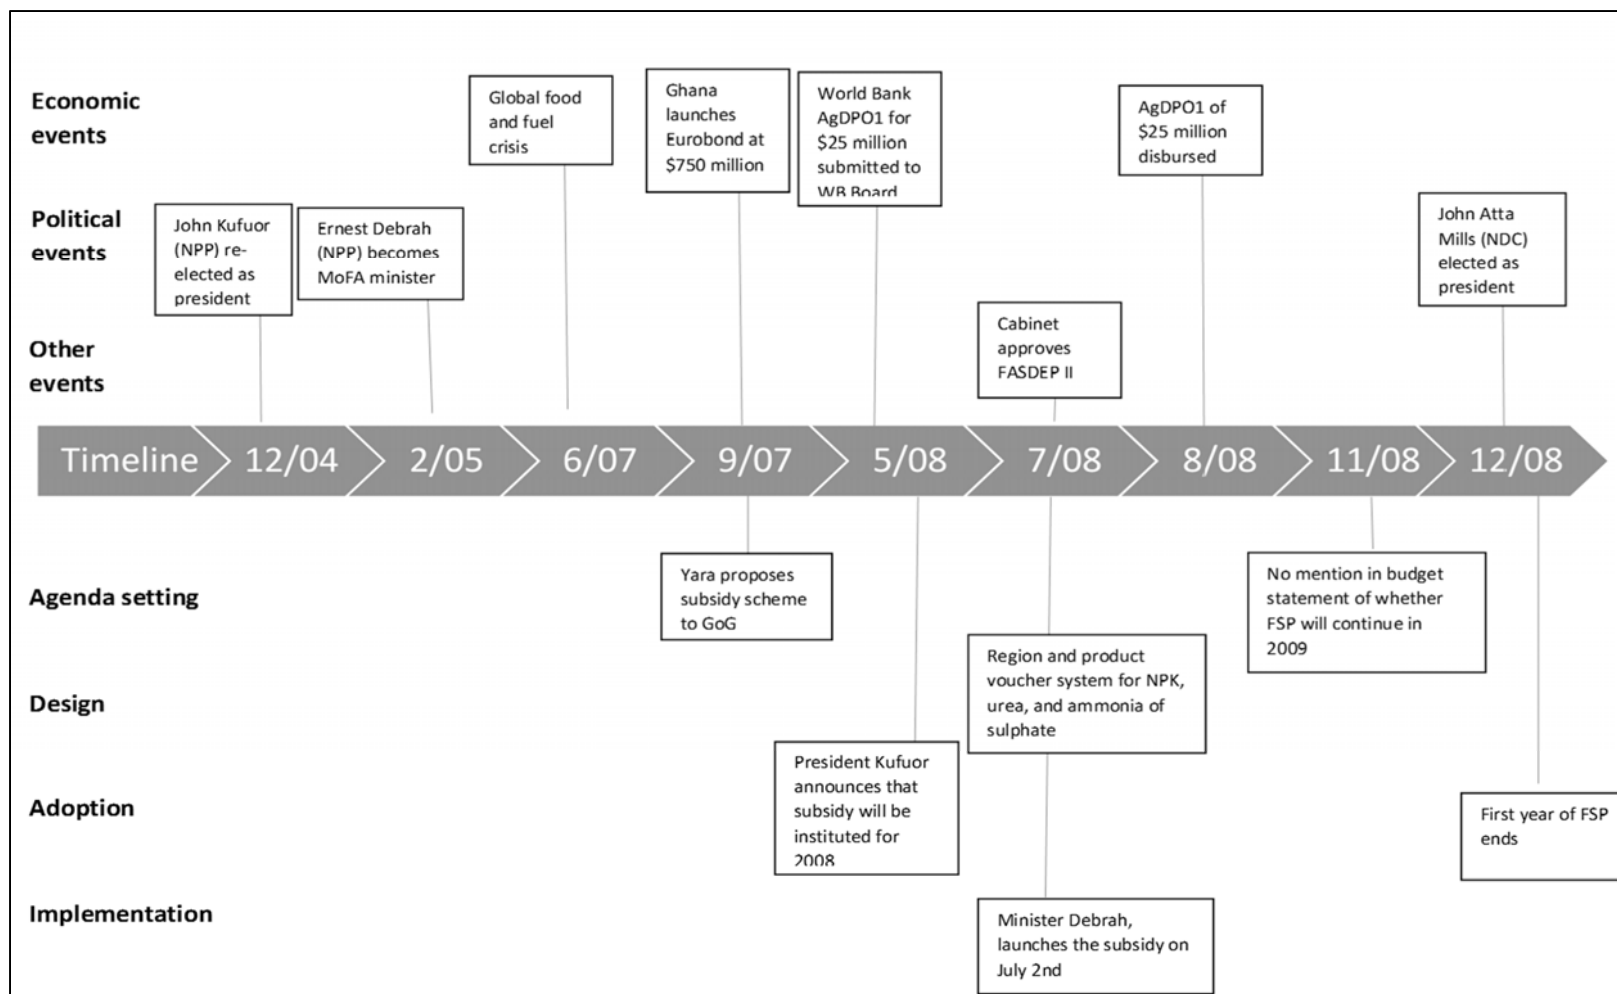 Economic
events
Global food
and fuel
crisis
Ghana
launches
Eurobond at
$750 million
World Bank
AgDPO1 for
$25 million
submitted to
WB Board
AgDPO1 of
$25 million
disbursed
Political
events
John Kufuor
(NPP) re-
elected as
president
Ernest Debrah
(NPP) becomes
MoFA minister
John Atta
Mills (NDC)
elected as
president
Other
events
Cabinet
approves
FASDEP II
Timeline
12/04
2/05
6/07
9/07
5/08
7/08
8/08
11/08
12/08
Agenda setting
Yara proposes
subsidy scheme
to GoG
No mention in budget
statement of whether
FSP will continue in
2009
Design
Region and product
voucher system for NPK,
urea, and ammonia of
sulphate
Adoption
President Kufuor
announces that
subsidy will be
instituted for
2008
First year of FSP
ends
Implementation
Minister Debrah,
launches the subsidy on
July 2nd